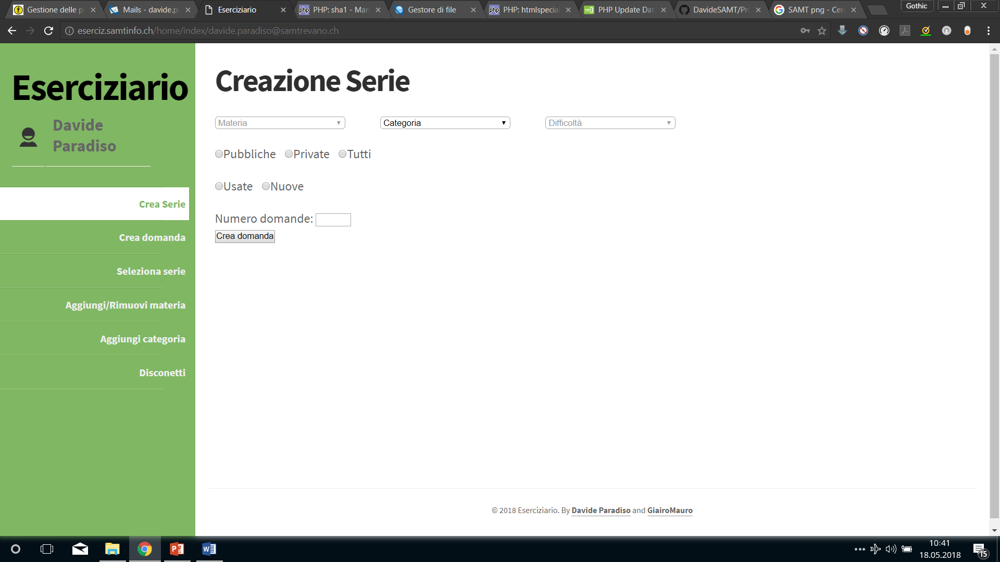 Gestione delle p
Mails - davide.pa
Eserciziario
PHP: sha1 - Man
Gestore di file
PHP: htmlspecial
PHP Update Dat
DavideSAMT/Pro
SAMT png - Cer
Gothic
eserciz.samtinfo.ch/home/index/davide.paradiso@samtrevano.ch
Eserciziario
Davide
Paradiso
Crea Serie
Crea domanda
Seleziona serie
Aggiungi/Rimuovi materia
Aggiungi categoria
Disconetti
Creazione Serie
Materia Categoria Difficoltà
Pubbliche Private Tutti
Usate Nuove
Numero domande:
Crea domanda
© 2018 Eserciziario. By Davide Paradiso and GiairoMauro
10:41
18.05.2018
15